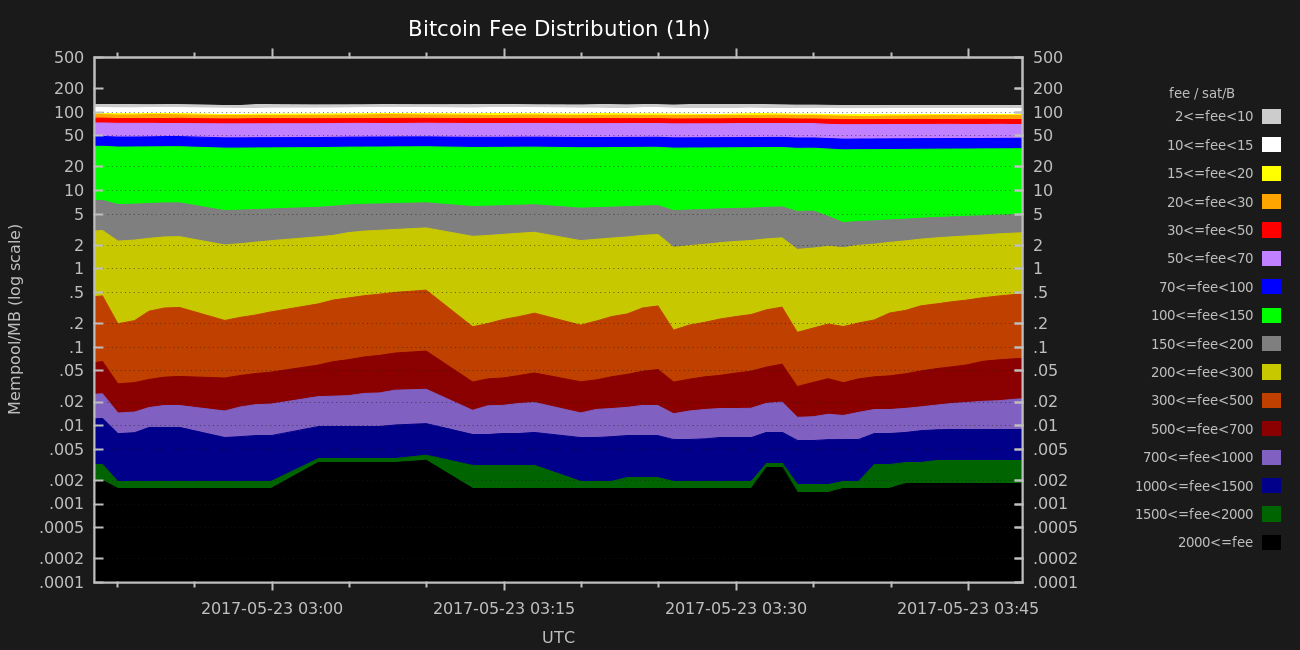 Bitcoin Fee Distribution (1h)
500
200
100
50
20
10
5
2
1
.5
.2
.1
.05
.02
.01
.005
.002
.001
.0005
.0002
.0001
Mempool/MB (log scale)
500
200
100
50
20
10
5
2
1
.5
.2
.1
.05
.02
.01
.005
.002
.001
.0005
.0002
.0001
2017-05-23 03:00 2017-05-23 03:15 2017-05-23 03:30 2017-05-23 03:45
UTC
fee / sat/B
2<=fee<10
10<=fee<15
15<=fee<20
20<=fee<30
30<=fee<50
50<=fee<70
70<=fee<100
100<=fee<150
150<=fee<200
200<=fee<300
300<=fee<500
500<=fee<700
700<=fee<1000
1000<=fee<1500
1500<=fee<2000
2000<=fee